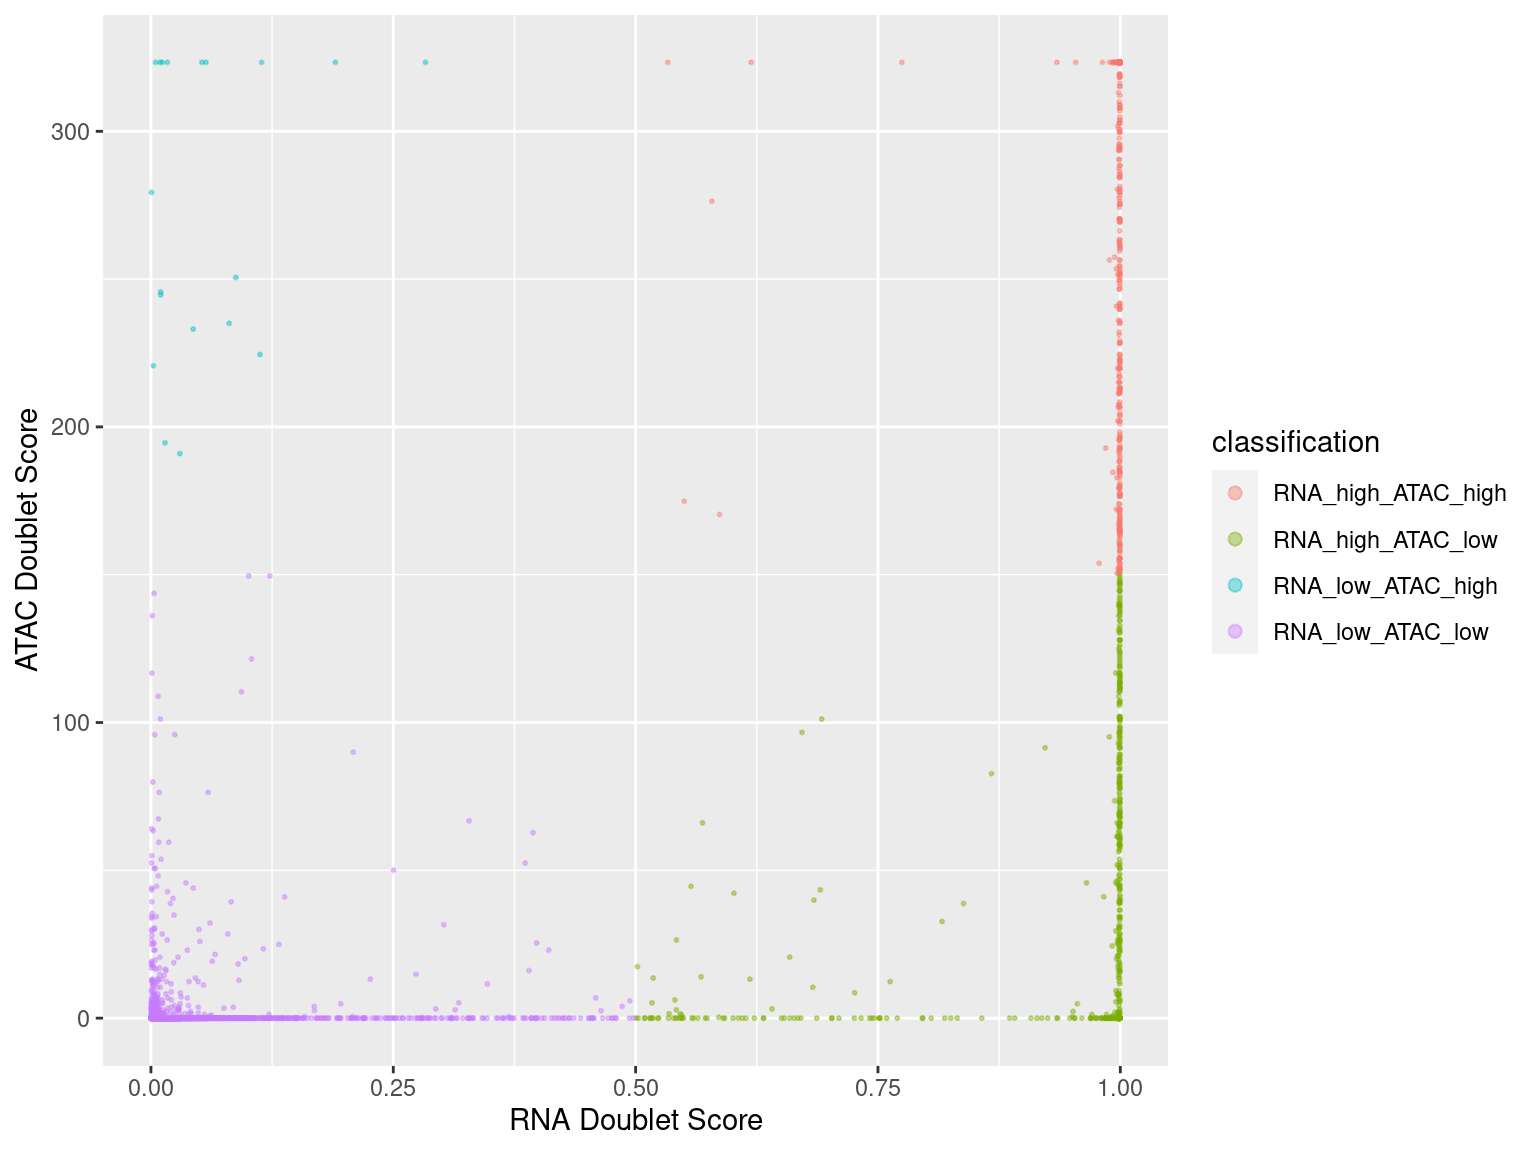 300
200
100
0
ATAC Doublet Score
0.00
0.25
0.50
0.75
1.00
RNA Doublet Score
classification
RNA_high_ATAC_high
RNA_high_ATAC_low
RNA_low_ATAC_high
RNA_low_ATAC_low